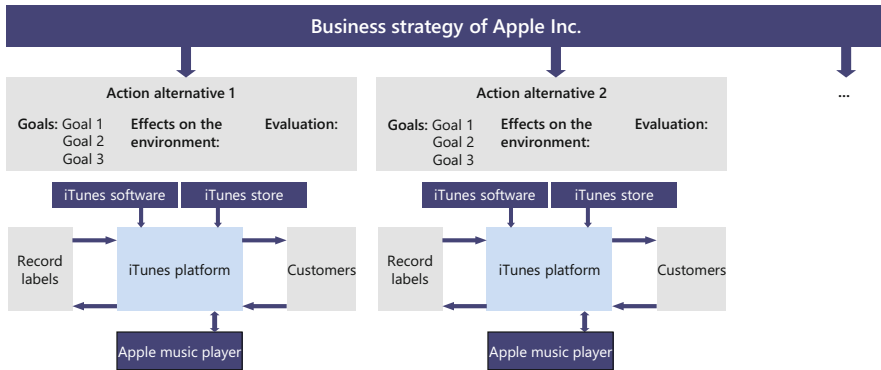 Business strategy of Apple Inc.
Action alternative 1
Goals: Goal 1
Goal 2
Goal 3
Effects on the
environment:
Evaluation:
Action alternative 2
Goals: Goal 1
Goal 2
Goal 3
Effects on the
environment:
Evaluation:
...
iTunes software
iTunes store
Record
labels
iTunes platform
Customers
Apple music player
iTunes software
iTunes store
Record
labels
iTunes platform
Customers
Apple music player